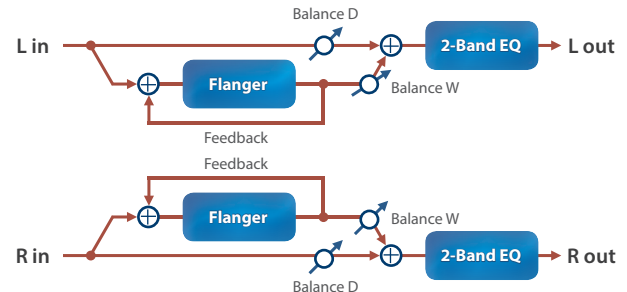 Balance D
L in
2-Band EQ
L out
Flanger
Balance W
Feedback
Feedback
Flanger
Balance W
R in
2-Band EQ
R out
Balance D